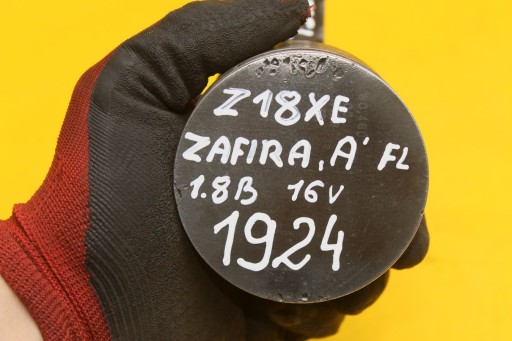 Z18XE
ZAFIRA, A' FL
1.8B 16V
1924